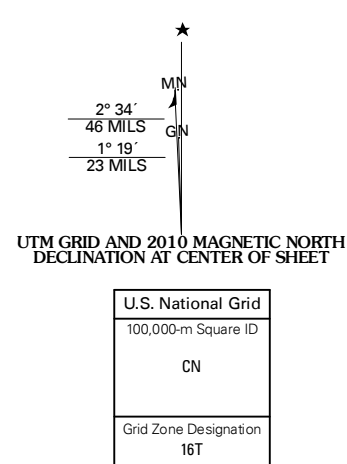 ★
MN
2° 34´
46 MILS
GN
1° 19´
23 MILS
UTM GRID AND 2010 MAGNETIC NORTH
DECLINATION AT CENTER OF SHEET
U.S. National Grid
100,000-m Square ID
CN
Grid Zone Designation
16T